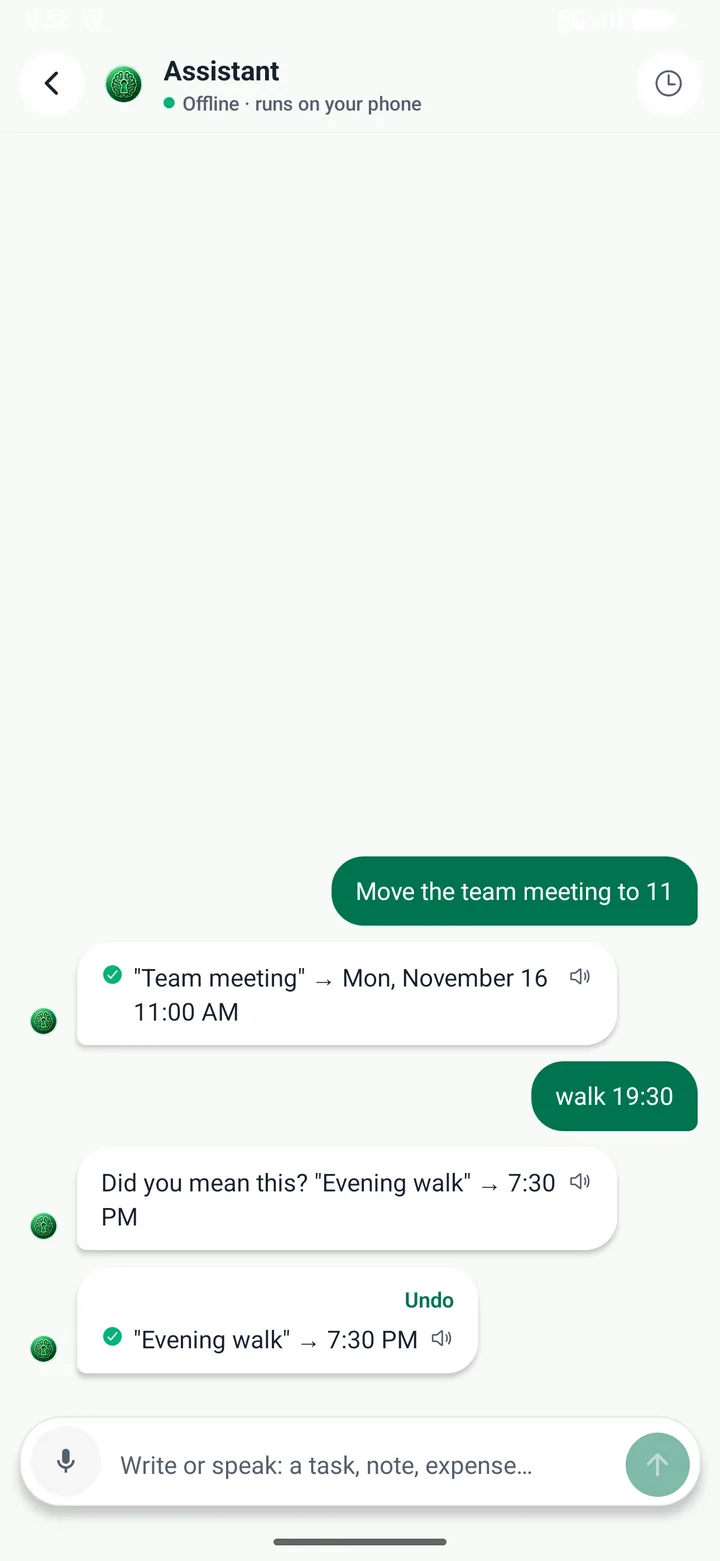 Assistant
Offline · runs on your phone
Move the team meeting to 11
"Team meeting" → Mon, November 16
11:00 AM
walk 19:30
Did you mean this? "Evening walk" → 7:30
PM
Undo
"Evening walk" → 7:30 PM
Write or speak: a task, note, expense…